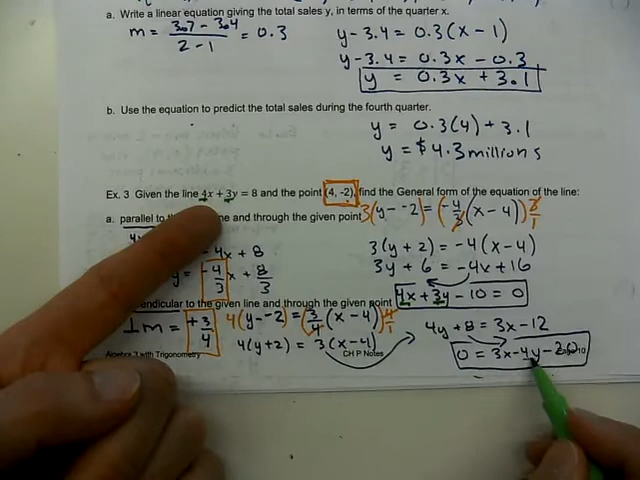 a. Write a linear equation giving the total sales y, in terms of the quarter x.
m = 3.7 - 3.4 / 2 - 1 = 0.3
y - 3.4 = 0.3(x - 1)
y - 3.4 = 0.3x - 0.3
y = 0.3x + 3.1
b. Use the equation to predict the total sales during the fourth quarter.
y = 0.3(4) + 3.1
y = $4.3 millions
Ex. 3 Given the line 4x + 3y = 8 and the point (4, -2), find the General form of the equation of the line:
a. parallel to the line and through the given point
3(y - -2) = (-4/3(x - 4)) 3/1
-4x + 8
y = -4/3 x + 8/3
3(y + 2) = -4(x - 4)
3y + 6 = -4x + 16
4x + 3y - 10 = 0
endicular to the given line and through the given point
⊥m = +3/4
4(y - -2) = (3/4(x - 4)) 4/1
4(y + 2) = 3(x - 4)
4y + 8 = 3x - 12
0 = 3x - 4y - 20
Algebra 3 with Trigonometry
CH P Notes